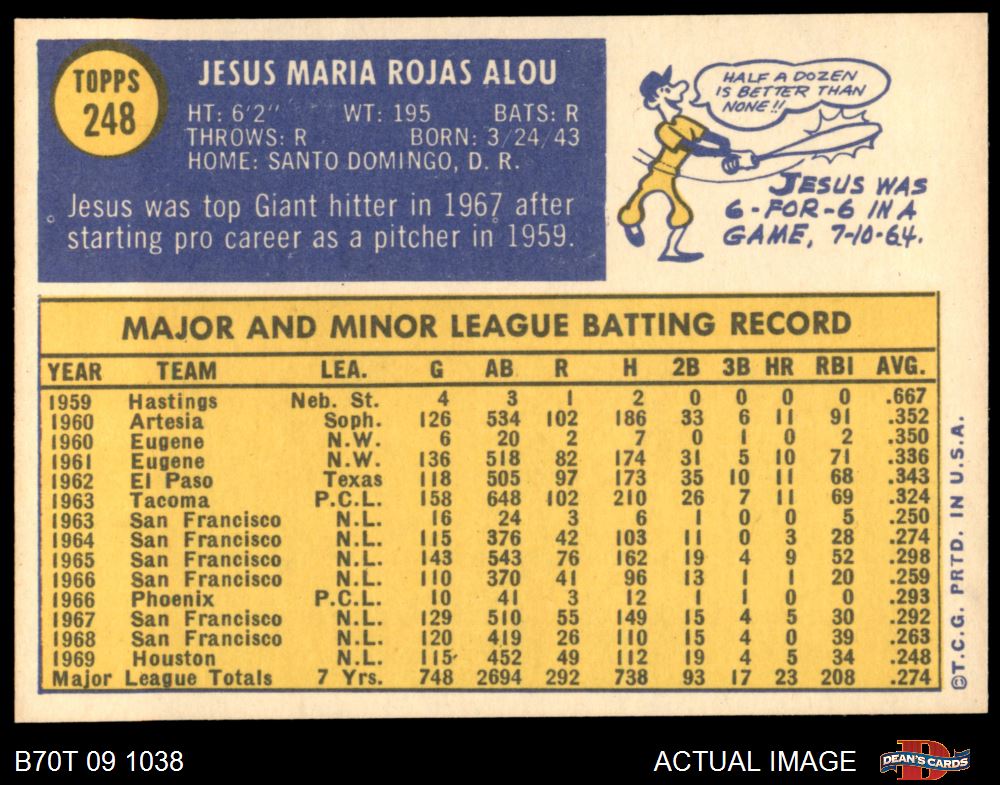 TOPPS
248
JESUS MARIA ROJAS ALOU
HT: 6'2" WT: 195 BATS: R
THROWS: R BORN: 3/24/43
HOME: SANTO DOMINGO, D. R.
Jesus was top Giant hitter in 1967 after
starting pro career as a pitcher in 1959.
HALF A DOZEN
IS BETTER THAN
NONE!!
JESUS WAS
6-FOR-6 IN A
GAME, 7-10-64.
MAJOR AND MINOR LEAGUE BATTING RECORD
YEAR TEAM LEA. G AB R H 2B 3B HR RBI AVG.
1959 Hastings Neb. St. 4 3 1 2 0 0 0 0 .667
1960 Artesia Soph. 126 534 102 186 33 6 11 91 .352
1960 Eugene N.W. 6 20 2 7 0 1 0 2 .350
1961 Eugene N.W. 136 518 82 174 31 5 10 71 .336
1962 El Paso Texas 118 505 97 173 35 10 11 68 .343
1963 Tacoma P.C.L. 158 648 102 210 26 7 11 69 .324
1963 San Francisco N.L. 16 24 3 6 1 0 0 5 .250
1964 San Francisco N.L. 115 376 42 103 11 0 3 28 .274
1965 San Francisco N.L. 143 543 76 162 19 4 9 52 .298
1966 San Francisco N.L. 110 370 41 96 13 1 1 20 .259
1966 Phoenix P.C.L. 10 41 3 12 1 1 0 0 .293
1967 San Francisco N.L. 129 510 55 149 15 4 5 30 .292
1968 San Francisco N.L. 120 419 26 110 15 4 0 39 .263
1969 Houston N.L. 115 452 49 112 19 4 5 34 .248
Major League Totals 7 Yrs. 748 2694 292 738 93 17 23 208 .274
©T.C.G. PRTD. IN U.S.A.
B70T 09 1038
ACTUAL IMAGE
D
DEAN'S CARDS